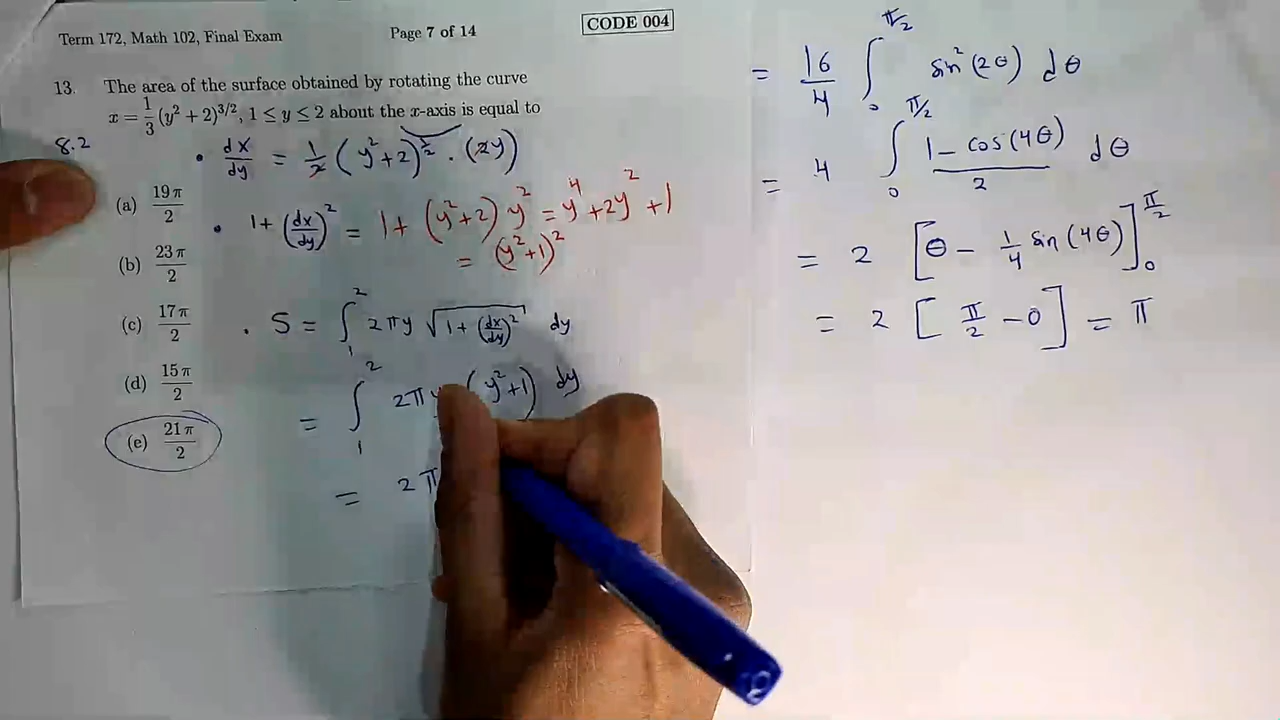 Term 172, Math 102, Final Exam Page 7 of 14 CODE 004
13. The area of the surface obtained by rotating the curve
x = 1/3 (y² + 2)^{3/2}, 1 ≤ y ≤ 2 about the x-axis is equal to
8.2
• dx/dy = 1/2 (y²+2)^{1/2} · (2y)
(a) 19π/2
• 1 + (dx/dy)² = 1 + (y²+2) y² = y⁴ + 2y² + 1
= (y²+1)²
(b) 23π/2
(c) 17π/2
• S = ∫₁² 2πy √(1 + (dx/dy)²) dy
(d) 15π/2
= ∫₁² 2πy (y²+1) dy
(e) 21π/2
= 2π
= 16/4 ∫₀^{π/2} sin²(2θ) dθ
= 4 ∫₀^{π/2} (1 − cos(4θ))/2 dθ
= 2 [θ − 1/4 sin(4θ)]₀^{π/2}
= 2 [π/2 − 0] = π